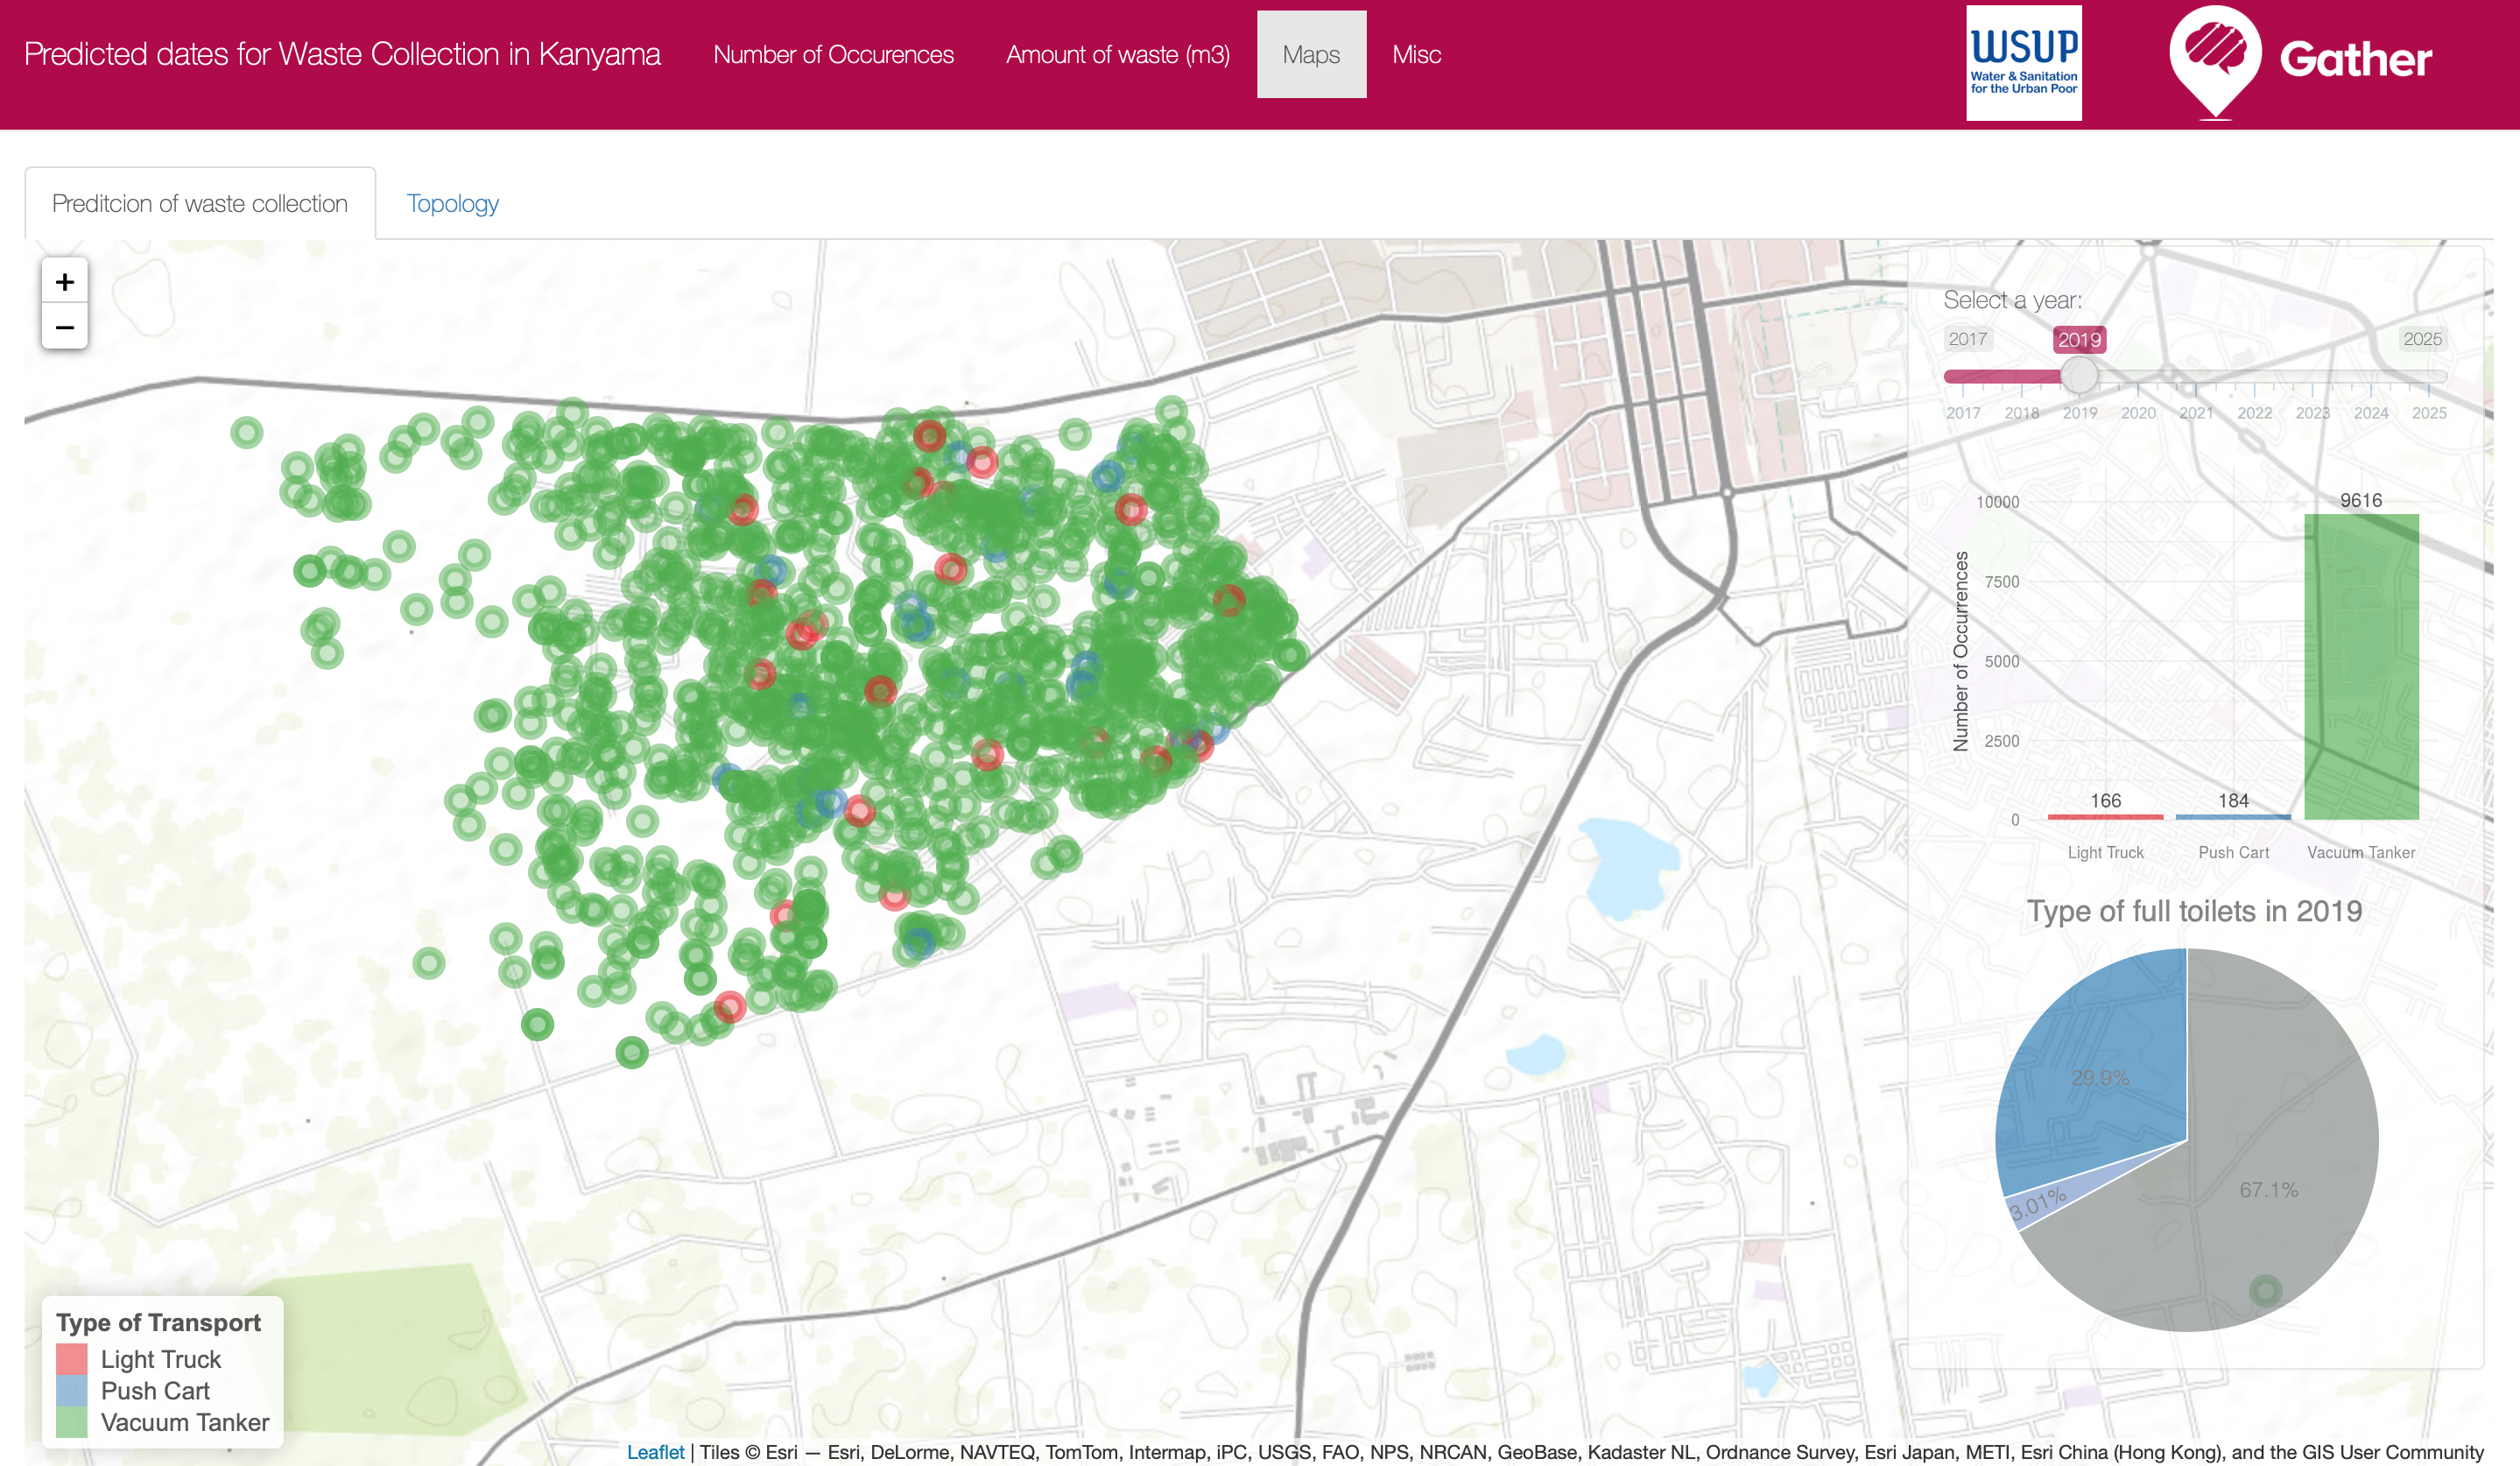 Predicted dates for Waste Collection in Kanyama
Number of Occurences
Amount of waste (m3)
Maps
Misc
WSUP
Water & Sanitation
for the Urban Poor
Gather
Preditcion of waste collection
Topology
+
−
Select a year:
2017
2019
2025
2017 2018 2019 2020 2021 2022 2023 2024 2025
Number of Occurrences
10000
7500
5000
2500
0
166
184
9616
Light Truck
Push Cart
Vacuum Tanker
Type of full toilets in 2019
29.9%
3.01%
67.1%
Type of Transport
Light Truck
Push Cart
Vacuum Tanker
Leaflet | Tiles © Esri — Esri, DeLorme, NAVTEQ, TomTom, Intermap, iPC, USGS, FAO, NPS, NRCAN, GeoBase, Kadaster NL, Ordnance Survey, Esri Japan, METI, Esri China (Hong Kong), and the GIS User Community